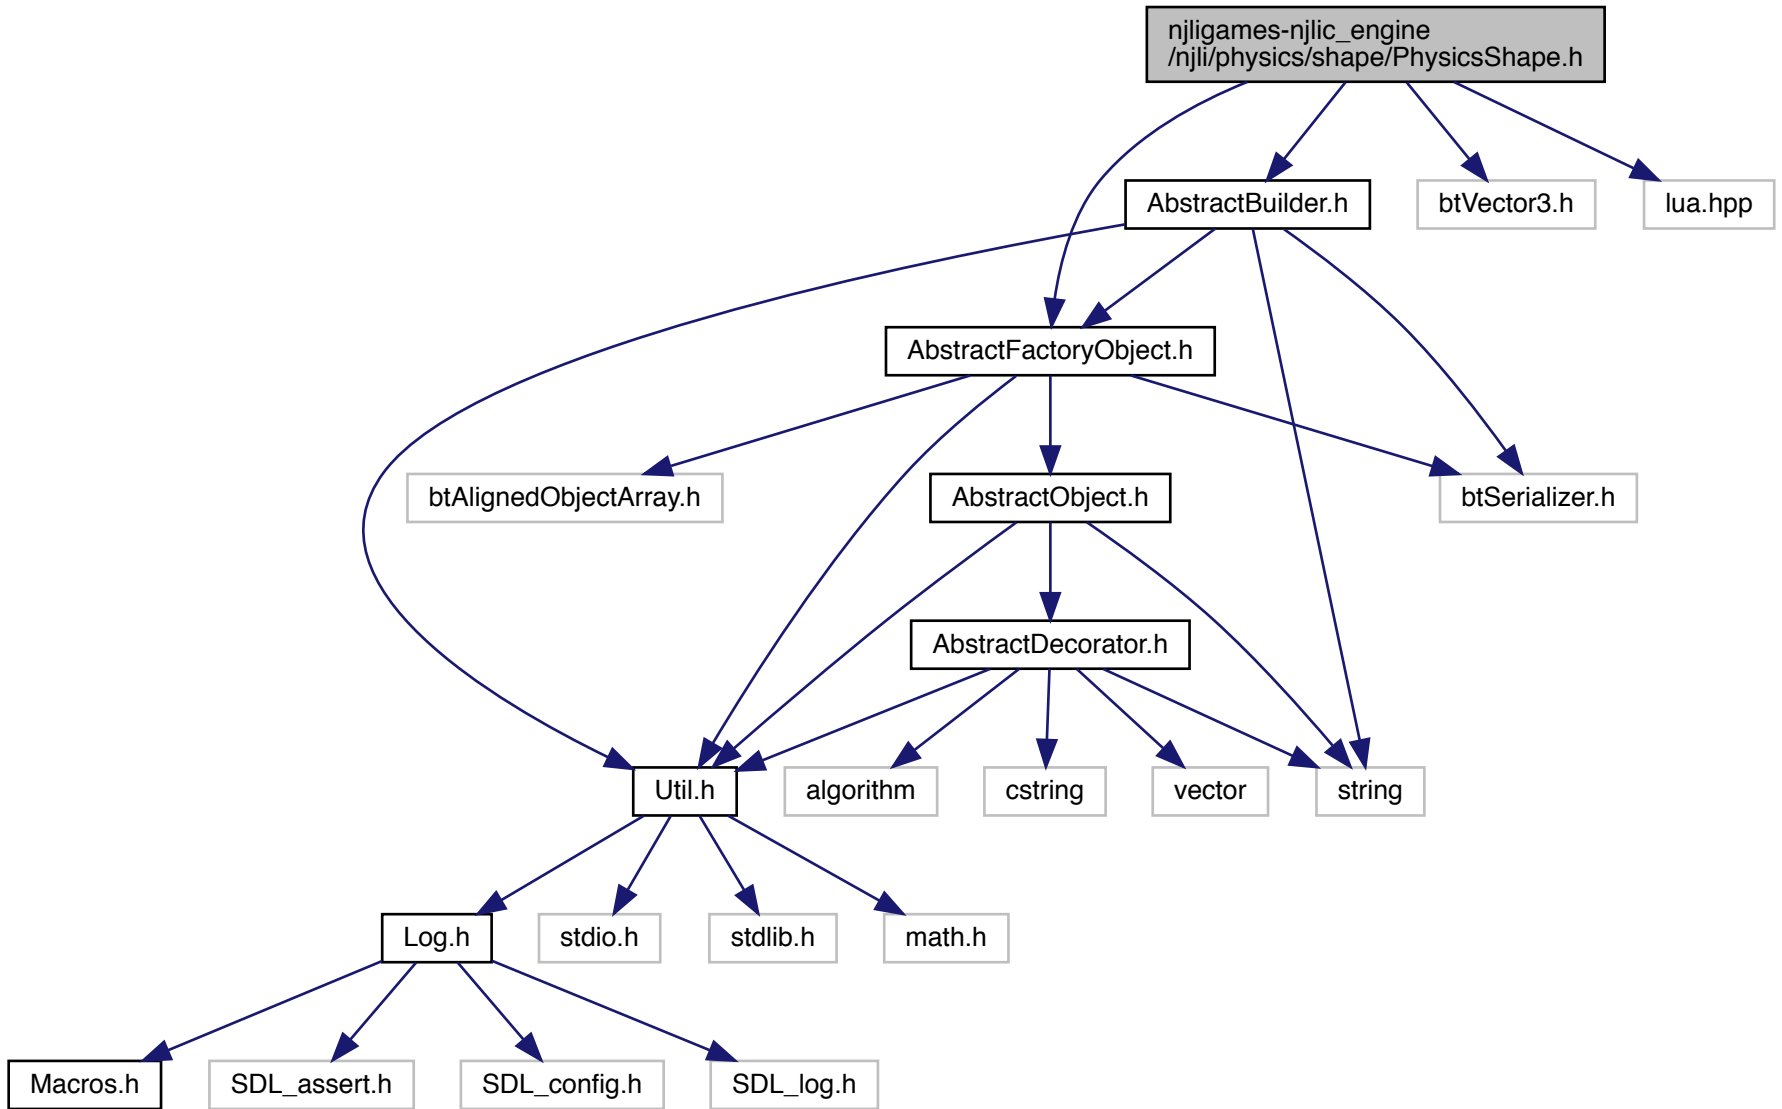 njligames-njlic_engine
/njli/physics/shape/PhysicsShape.h
AbstractBuilder.h
btVector3.h
lua.hpp
AbstractFactoryObject.h
btAlignedObjectArray.h
AbstractObject.h
btSerializer.h
AbstractDecorator.h
Util.h
algorithm
cstring
vector
string
Log.h
stdio.h
stdlib.h
math.h
Macros.h
SDL_assert.h
SDL_config.h
SDL_log.h